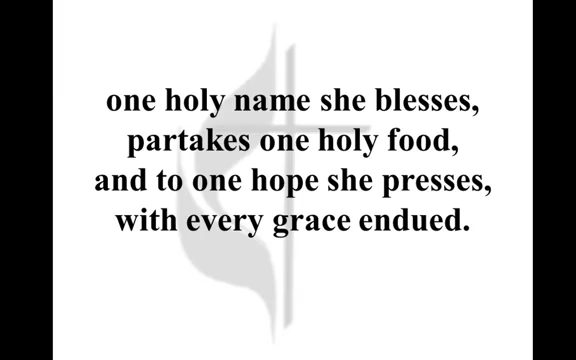 one holy name she blesses,
partakes one holy food,
and to one hope she presses,
with every grace endued.